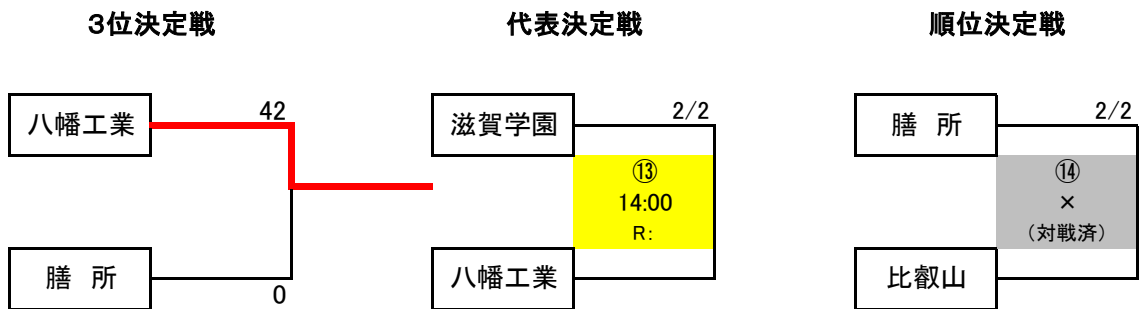 ３位決定戦
八幡工業
42
膳 所
0
代表決定戦
滋賀学園
2/2
⑬
14:00
R:
八幡工業
順位決定戦
膳 所
2/2
⑭
×
（対戦済）
比叡山